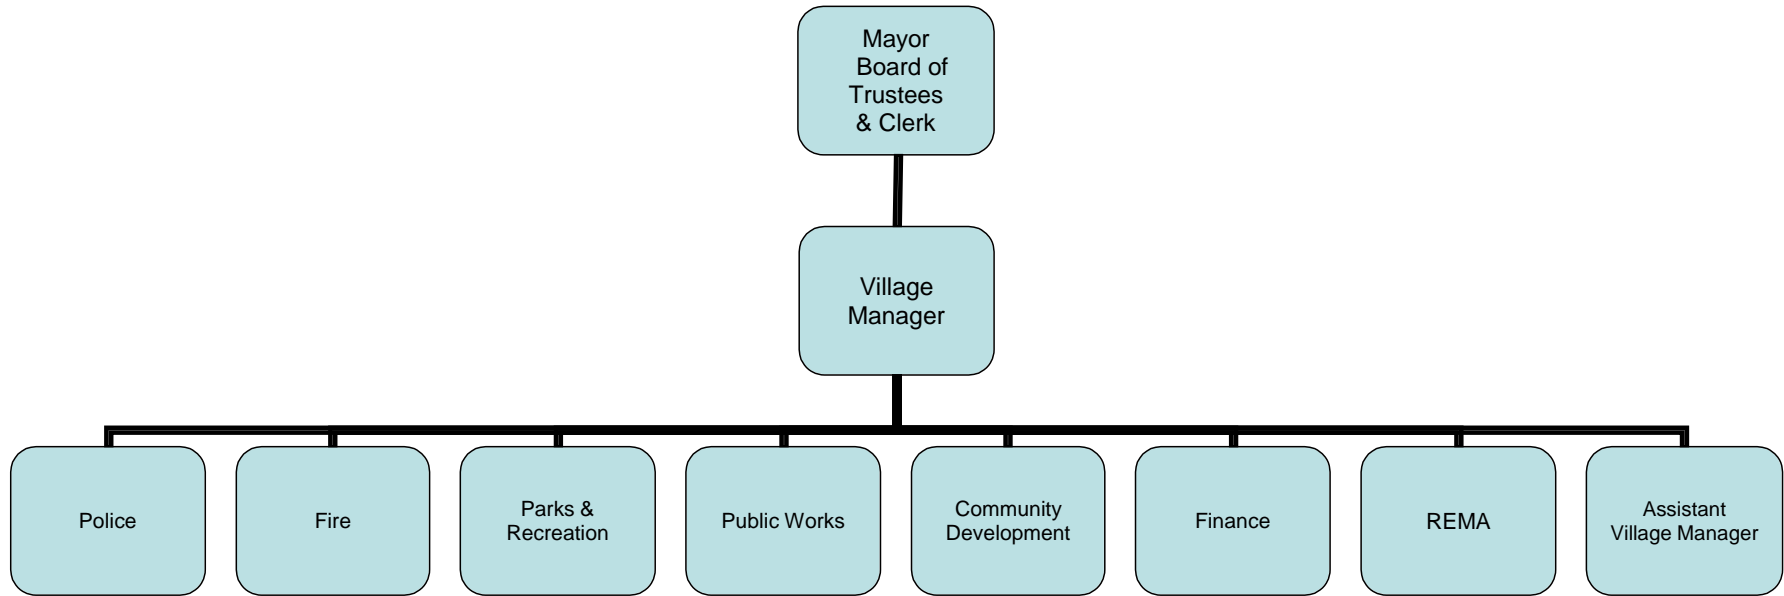 Mayor
Board of
Trustees
& Clerk
Village
Manager
Police
Fire
Parks &
Recreation
Public Works
Community
Development
Finance
REMA
Assistant
Village Manager